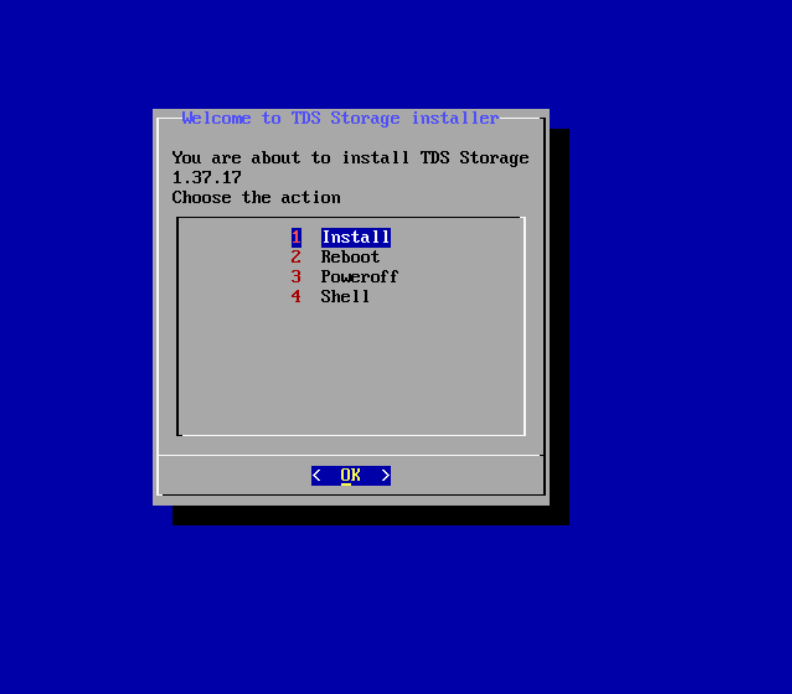 Welcome to TDS Storage installer
You are about to install TDS Storage
1.37.17
Choose the action
1 Install
2 Reboot
3 Poweroff
4 Shell
< OK >